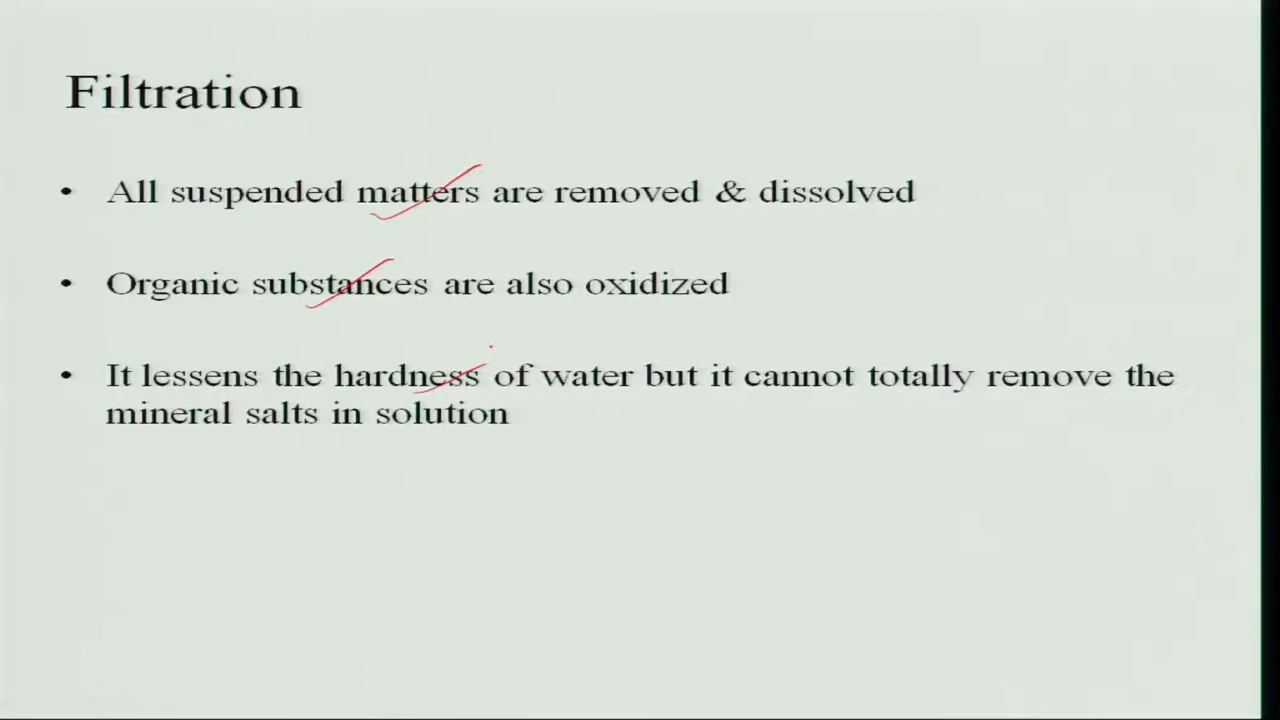 Filtration
• All suspended matters are removed & dissolved
• Organic substances are also oxidized
• It lessens the hardness of water but it cannot totally remove the
mineral salts in solution